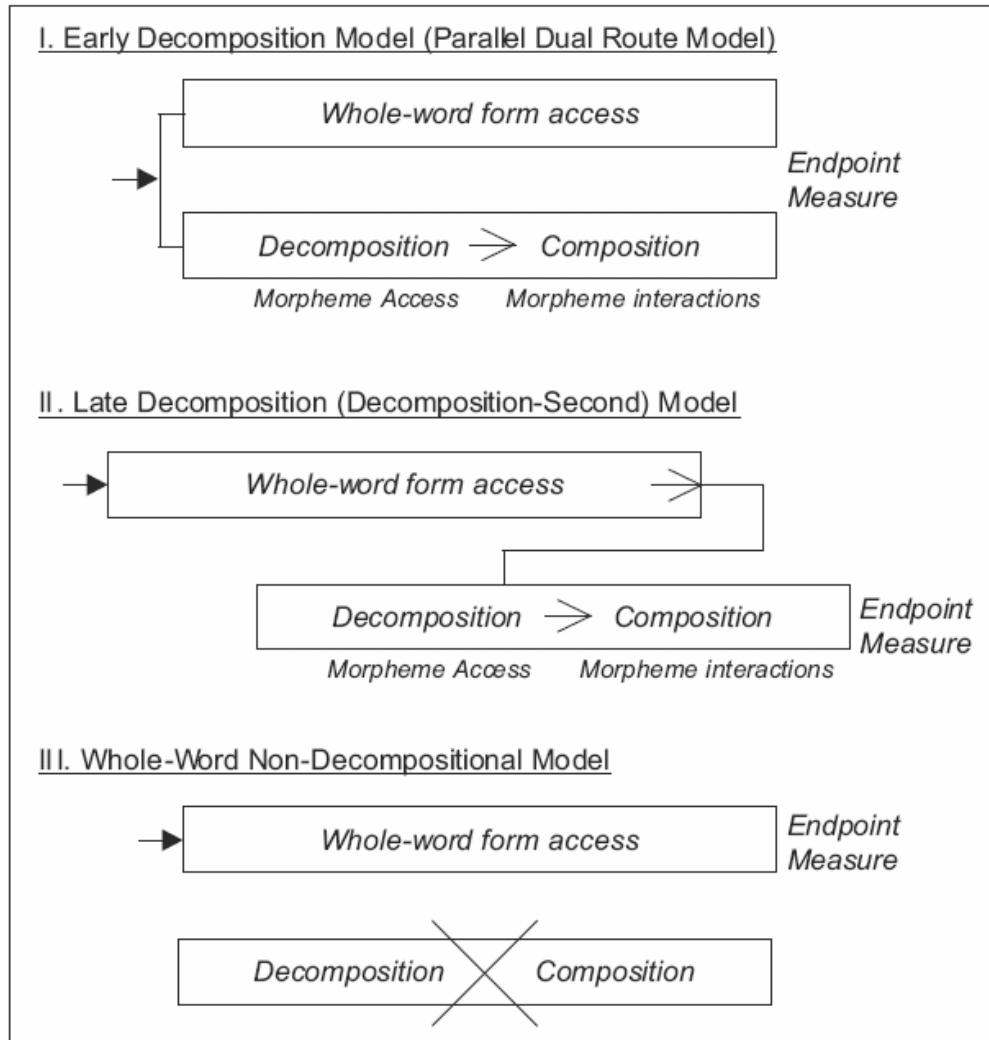 I. Early Decomposition Model (Parallel Dual Route Model)
Whole-word form access
Endpoint
Measure
Decomposition Composition
Morpheme Access Morpheme interactions
II. Late Decomposition (Decomposition-Second) Model
Whole-word form access
Decomposition Composition
Endpoint
Measure
Morpheme Access Morpheme interactions
III. Whole-Word Non-Decompositional Model
Whole-word form access
Endpoint
Measure
Decomposition Composition